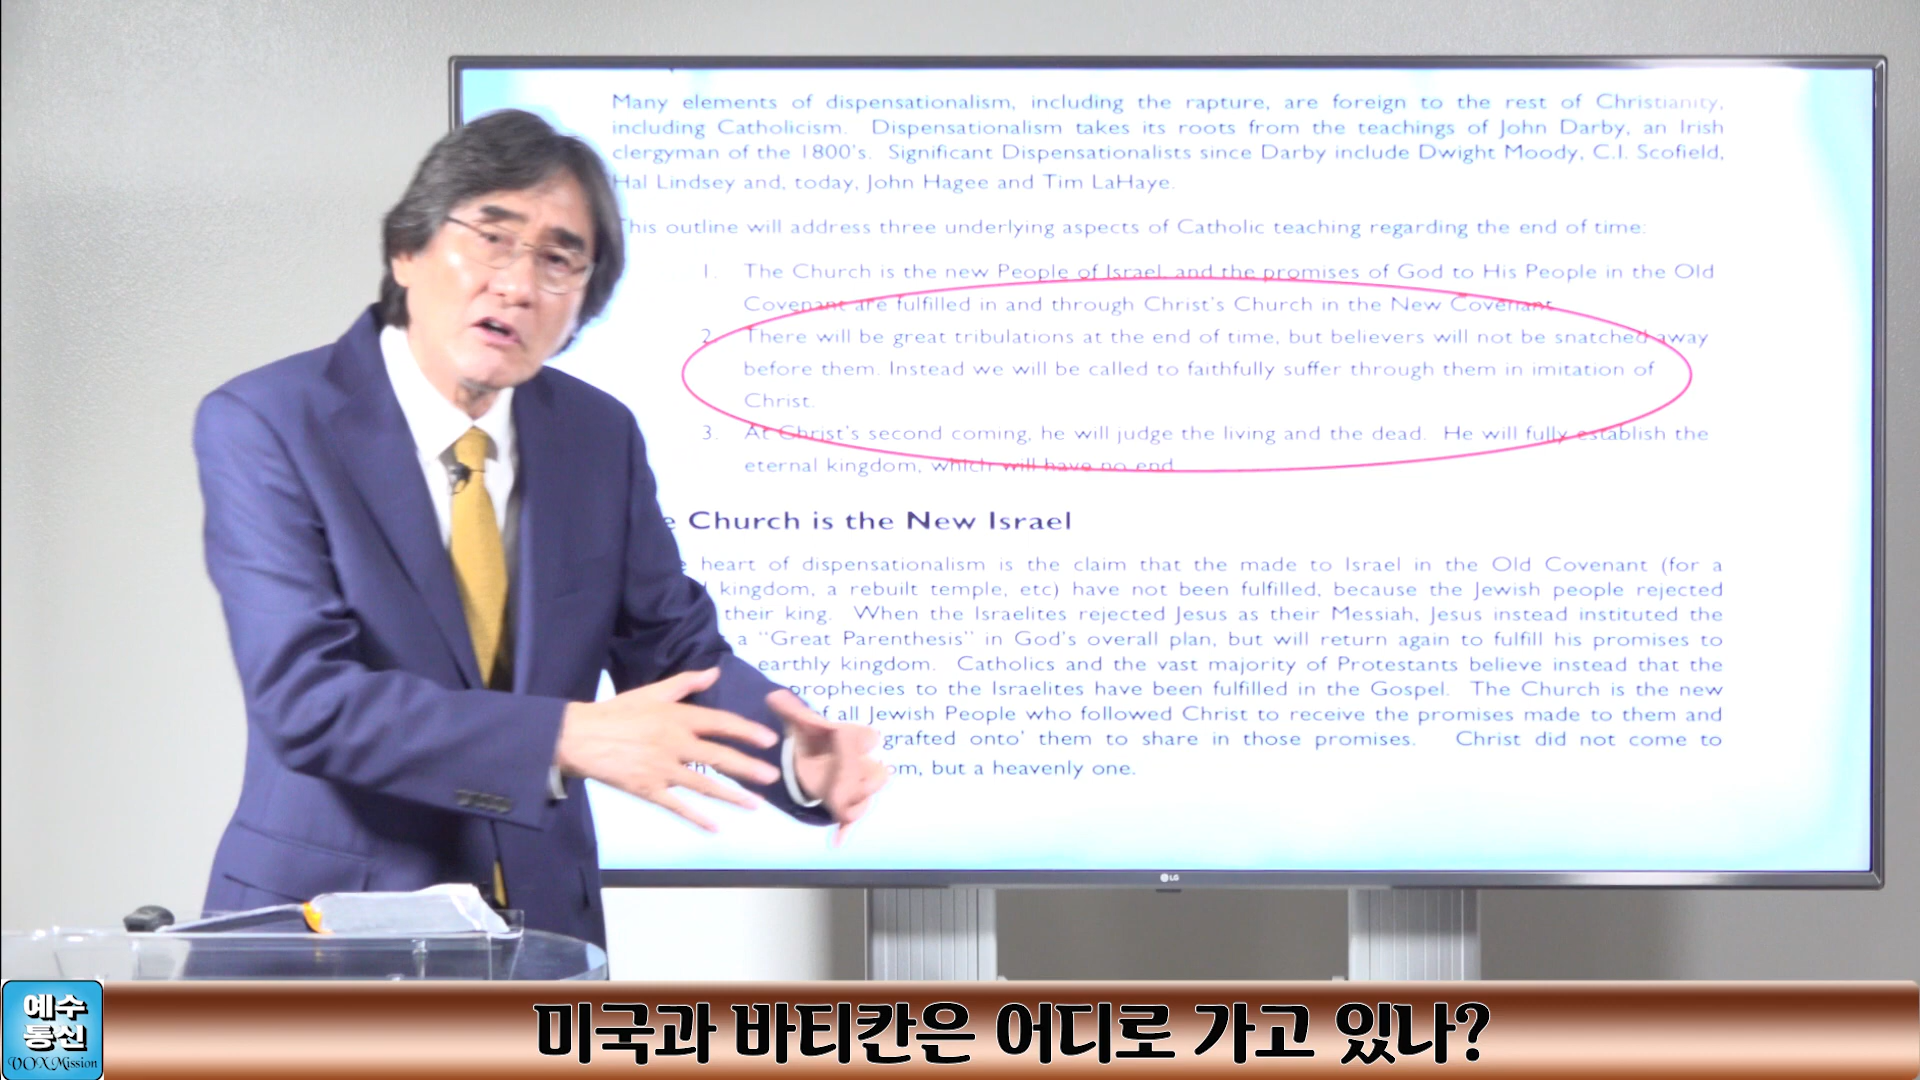 Many elements of dispensationalism, including the rapture, are foreign to the rest of Christianity,
including Catholicism. Dispensationalism takes its roots from the teachings of John Darby, an Irish
clergyman of the 1800's. Significant Dispensationalists since Darby include Dwight Moody, C.I. Scofield,
Hal Lindsey and, today, John Hagee and Tim LaHaye.
This outline will address three underlying aspects of Catholic teaching regarding the end of time:
1. The Church is the new People of Israel, and the promises of God to His People in the Old
Covenant are fulfilled in and through Christ's Church in the New Covenant.
2. There will be great tribulations at the end of time, but believers will not be snatched away
before them. Instead we will be called to faithfully suffer through them in imitation of
Christ.
3. At Christ's second coming, he will judge the living and the dead. He will fully establish the
eternal kingdom, which will have no end.
Church is the New Israel
heart of dispensationalism is the claim that the made to Israel in the Old Covenant (for a
kingdom, a rebuilt temple, etc) have not been fulfilled, because the Jewish people rejected
their king. When the Israelites rejected Jesus as their Messiah, Jesus instead instituted the
a "Great Parenthesis" in God's overall plan, but will return again to fulfill his promises to
earthly kingdom. Catholics and the vast majority of Protestants believe instead that the
prophecies to the Israelites have been fulfilled in the Gospel. The Church is the new
of all Jewish People who followed Christ to receive the promises made to them and
'grafted onto' them to share in those promises. Christ did not come to
but a heavenly one.
LG
예수
통신
VOX Mission
미국과 바티칸은 어디로 가고 있나?